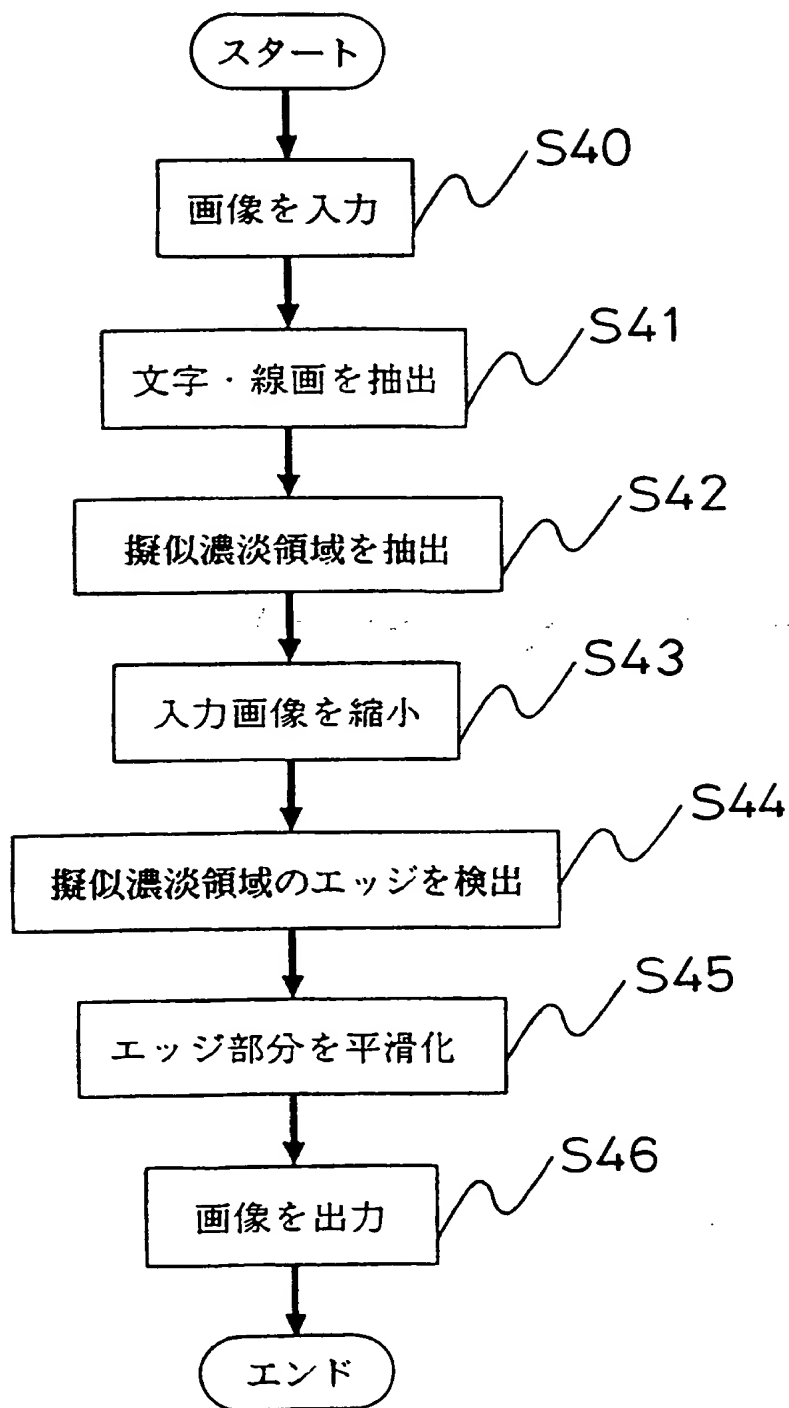 スタート
S40
画像を入力
S41
文字・線画を抽出
S42
擬似濃淡領域を抽出
S43
入力画像を縮小
S44
擬似濃淡領域のエッジを検出
S45
エッジ部分を平滑化
S46
画像を出力
エンド